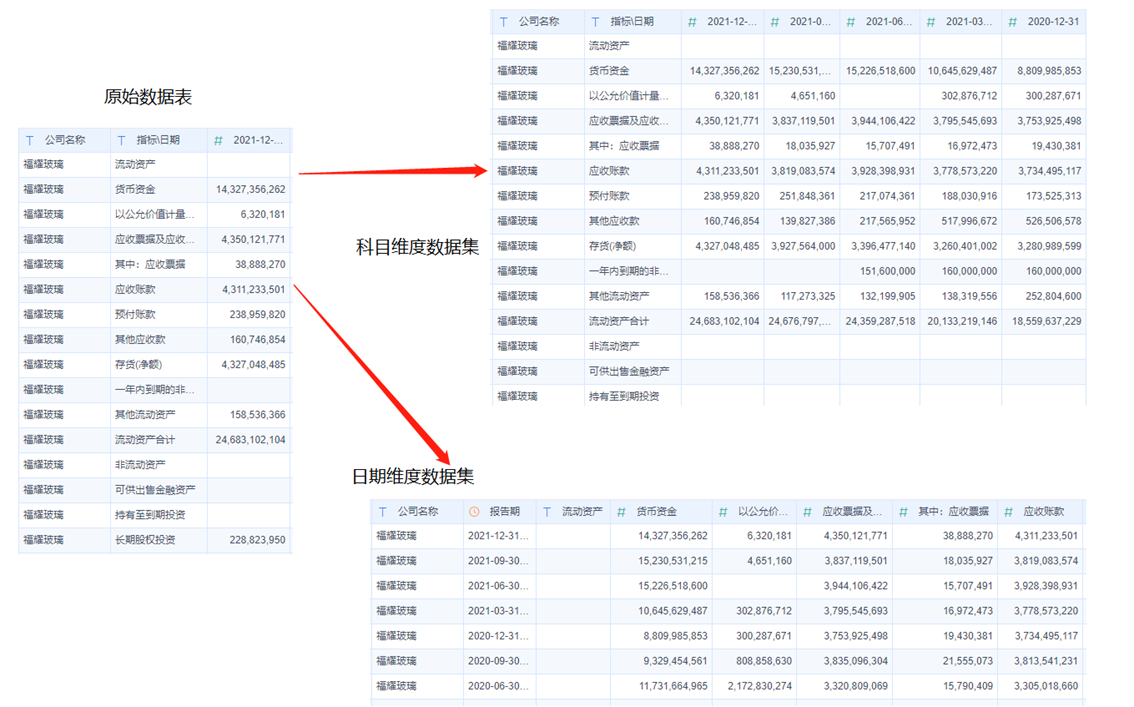 原始数据表
公司名称 指标\日期 # 2021-12-...
福耀玻璃 流动资产
福耀玻璃 货币资金 14,327,356,262
福耀玻璃 以公允价值计量... 6,320,181
福耀玻璃 应收票据及应收... 4,350,121,771
福耀玻璃 其中：应收票据 38,888,270
福耀玻璃 应收账款 4,311,233,501
福耀玻璃 预付账款 238,959,820
福耀玻璃 其他应收款 160,746,854
福耀玻璃 存货(净额) 4,327,048,485
福耀玻璃 一年内到期的非...
福耀玻璃 其他流动资产 158,536,366
福耀玻璃 流动资产合计 24,683,102,104
福耀玻璃 非流动资产
福耀玻璃 可供出售金融资产
福耀玻璃 持有至到期投资
福耀玻璃 长期股权投资 228,823,950
科目维度数据集
T 公司名称 T 指标\日期 # 2021-12-... # 2021-0... # 2021-06... # 2021-03... # 2020-12-31
福耀玻璃 流动资产
福耀玻璃 货币资金 14,327,356,262 15,230,531,... 15,226,518,600 10,645,629,487 8,809,985,853
福耀玻璃 以公允价值计量... 6,320,181 4,651,160 302,876,712 300,287,671
福耀玻璃 应收票据及应收... 4,350,121,771 3,837,119,501 3,944,106,422 3,795,545,693 3,753,925,498
福耀玻璃 其中：应收票据 38,888,270 18,035,927 15,707,491 16,972,473 19,430,381
福耀玻璃 应收账款 4,311,233,501 3,819,083,574 3,928,398,931 3,778,573,220 3,734,495,117
福耀玻璃 预付账款 238,959,820 251,848,361 217,074,361 188,030,916 173,525,313
福耀玻璃 其他应收款 160,746,854 139,827,386 217,565,952 517,996,672 526,506,578
福耀玻璃 存货(净额) 4,327,048,485 3,927,564,000 3,396,477,140 3,260,401,002 3,280,989,599
福耀玻璃 一年内到期的非... 151,600,000 160,000,000 160,000,000
福耀玻璃 其他流动资产 158,536,366 117,273,325 132,199,905 138,319,556 252,804,600
福耀玻璃 流动资产合计 24,683,102,104 24,676,797,... 24,359,287,518 20,133,219,146 18,559,637,229
福耀玻璃 非流动资产
福耀玻璃 可供出售金融资产
福耀玻璃 持有至到期投资
日期维度数据集
T 公司名称 报告期 T 流动资产 # 货币资金 # 以公允价... # 应收票据及... # 其中：应收票据 # 应收账款
福耀玻璃 2021-12-31... 14,327,356,262 6,320,181 4,350,121,771 38,888,270 4,311,233,501
福耀玻璃 2021-09-30... 15,230,531,215 4,651,160 3,837,119,501 18,035,927 3,819,083,574
福耀玻璃 2021-06-30... 15,226,518,600 3,944,106,422 15,707,491 3,928,398,931
福耀玻璃 2021-03-31... 10,645,629,487 302,876,712 3,795,545,693 16,972,473 3,778,573,220
福耀玻璃 2020-12-31... 8,809,985,853 300,287,671 3,753,925,498 19,430,381 3,734,495,117
福耀玻璃 2020-09-30... 9,329,454,561 808,858,630 3,835,096,304 21,555,073 3,813,541,231
福耀玻璃 2020-06-30... 11,731,664,965 2,172,830,274 3,320,809,069 15,790,409 3,305,018,660